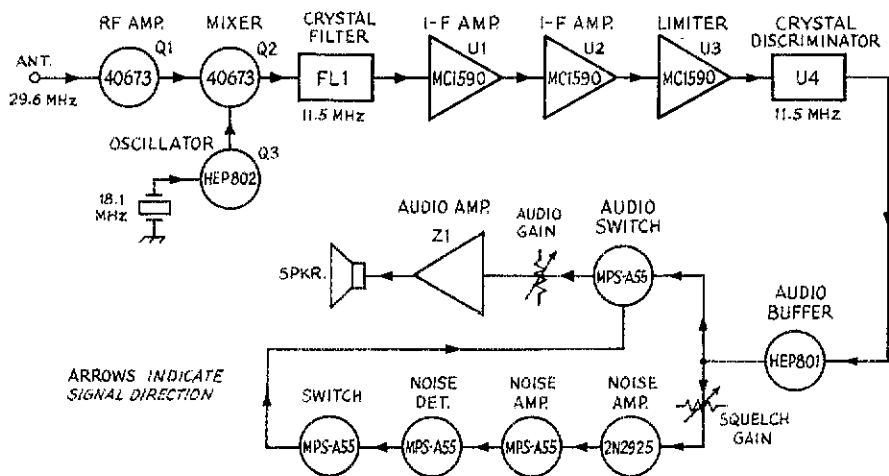 RF AMP.
Q1
40673
ANT.
29.6 MHz
MIXER
Q2
40673
OSCILLATOR
Q3
HEP802
18.1
MHz
CRYSTAL
FILTER
FL1
11.5 MHz
I-F AMP.
U1
MC1590
I-F AMP.
U2
MC1590
LIMITER
U3
MC1590
CRYSTAL
DISCRIMINATOR
U4
11.5 MHz
SPKR.
AUDIO AMP.
Z1
AUDIO
GAIN
AUDIO
SWITCH
MPS-A55
AUDIO
BUFFER
HEP801
ARROWS INDICATE
SIGNAL DIRECTION
SWITCH
MPS-A55
NOISE
DET.
MPS-A55
NOISE
AMP.
MPS-A55
NOISE
AMP.
2N2925
SQUELCH
GAIN